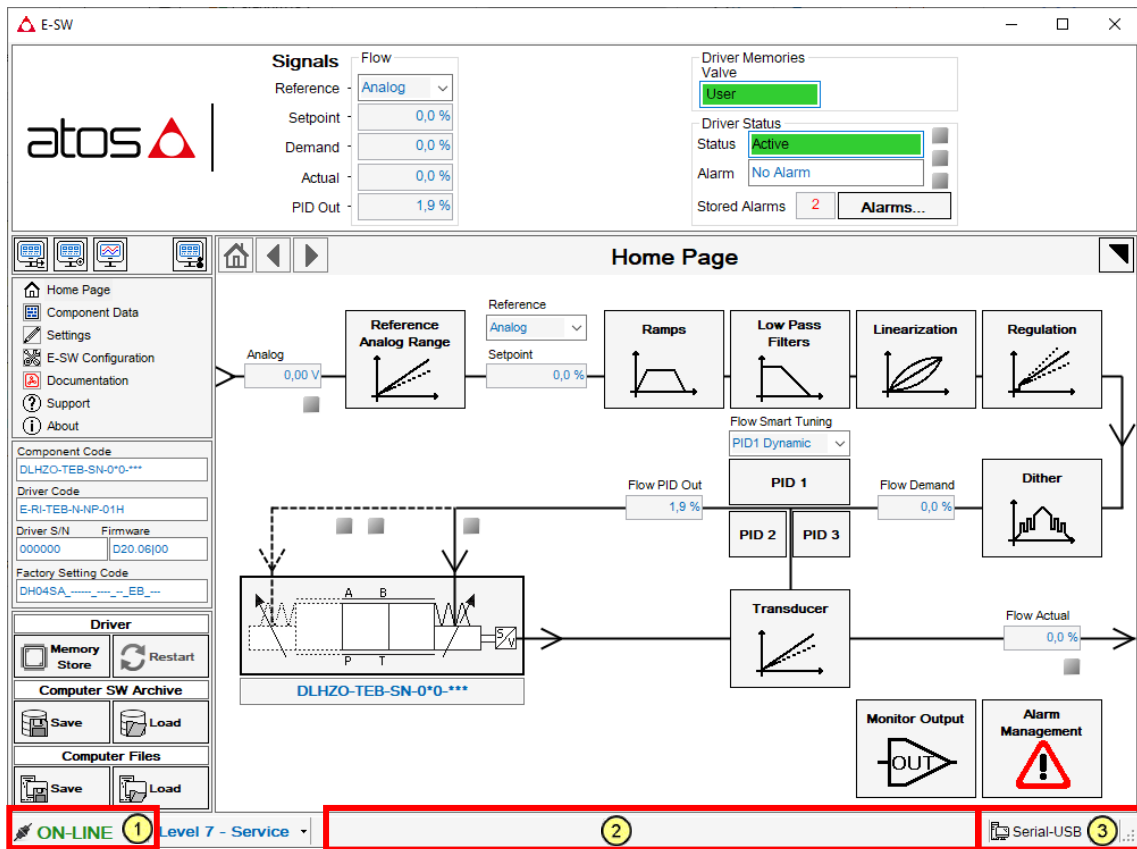 E-SW
atos
Signals
Flow
Reference
Analog
Setpoint
0,0 %
Demand
0,0 %
Actual
0,0 %
PID Out
1,9 %
Driver Memories
Valve
User
Driver Status
Status
Active
Alarm
No Alarm
Stored Alarms
2
Alarms...
Home Page
Component Data
Settings
E-SW Configuration
Documentation
Support
About
Component Code
DLHZO-TEB-SN-0*0-***
Driver Code
E-RI-TEB-N-NP-01H
Driver S/N Firmware
000000 D20.06|00
Factory Setting Code
DH04SA_------_----_--_EB_---
Driver
Memory
Store
Restart
Computer SW Archive
Save
Load
Computer Files
Save
Load
Home Page
Analog
0,00 V
Reference
Analog Range
Reference
Analog
Setpoint
0,0 %
Ramps
Low Pass
Filters
Linearization
Regulation
Flow Smart Tuning
PID1 Dynamic
Flow PID Out
1,9 %
PID 1
PID 2
PID 3
Flow Demand
0,0 %
Dither
A B
P T
S/V
DLHZO-TEB-SN-0*0-***
Transducer
Flow Actual
0,0 %
Monitor Output
OUT
Alarm
Management
ON-LINE
1
Level 7 - Service
2
Serial-USB
3